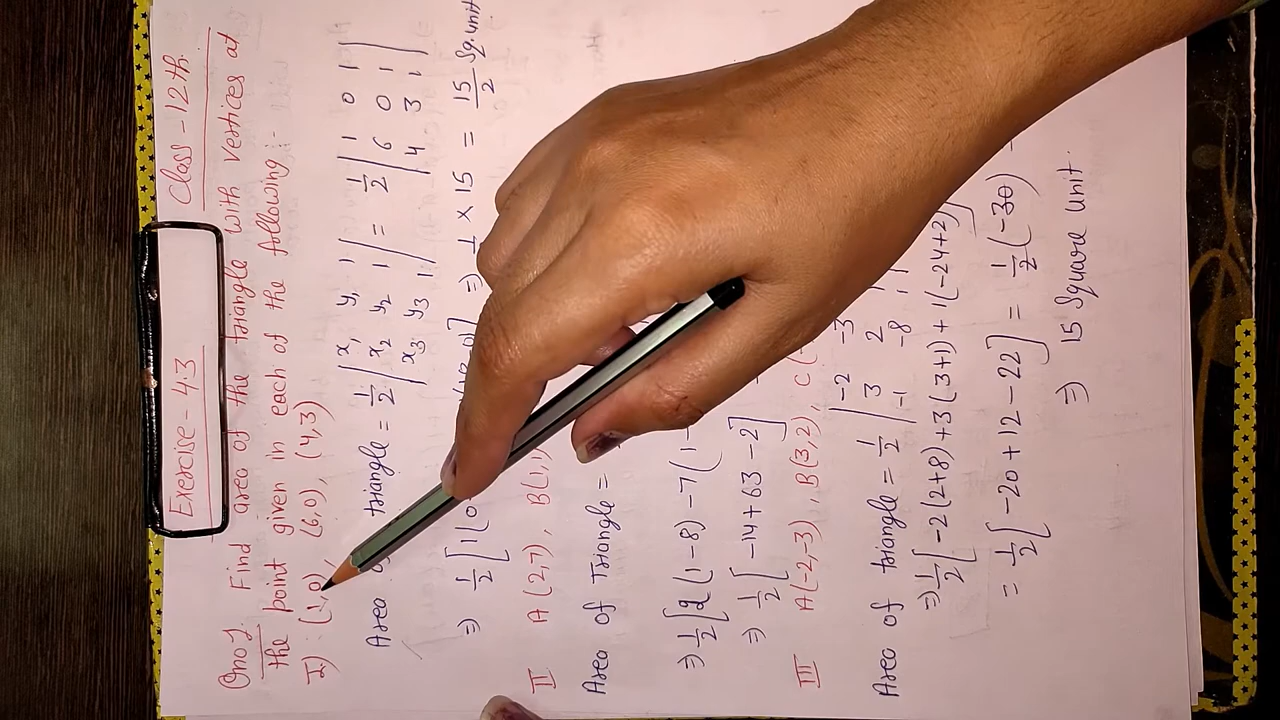 Exercise - 4.3 Class - 12th
Qno 1. Find area of the triangle with vertices at
the point given in each of the following :-
I) : (1,0), (6,0), (4,3)
Area triangle = 1/2 | x₁ y₁ 1 | = 1/2 | 1 0 1 |
| x₂ y₂ 1 | | 6 0 1 |
| x₃ y₃ 1 | | 4 3 1 |
⇒ 1/2 [ 1(0 ⇒ 1/2 × 15 = 15/2 Sq. unit
II A(2,7), B(1,1
Area of Triangle =
⇒ 1/2 [2(1-8) -7(1-
⇒ 1/2 [-14+63-2]
III A(-2,-3), B(3,2), C(-
Area of triangle = 1/2 | -2 -3
| 3 2
| -1 -8
⇒ 1/2 [-2(2+8)+3(3+1)+1(-24+2)]
= 1/2 [-20+12-22] = 1/2 (-30)
⇒ 15 Square unit.